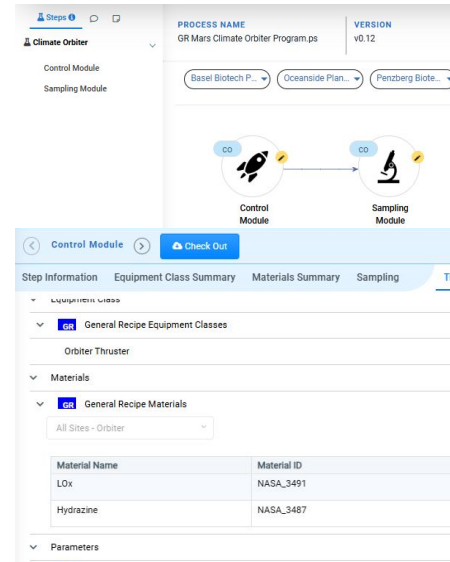 Steps
Climate Orbiter
Control Module
Sampling Module
PROCESS NAME
GR Mars Climate Orbiter Program.ps
VERSION
v0.12
Basel Biotech P...
Oceanside Plan...
Penzberg Biote...
CO
CO
Control
Module
Sampling
Module
Control Module
Check Out
Step Information
Equipment Class Summary
Materials Summary
Sampling
Equipment Class
GR General Recipe Equipment Classes
Orbiter Thruster
Materials
GR General Recipe Materials
All Sites - Orbiter
Material Name
Material ID
LOx
NASA_3491
Hydrazine
NASA_3487
Parameters